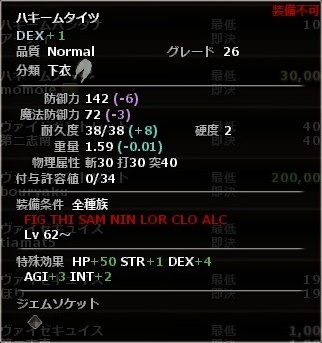 装備不可
ハキームタイツ
DEX+1
品質 Normal グレード 26
分類 下衣
防御力 142 (-6)
魔法防御力 72 (-3)
耐久度 38/38 (+8) 硬度 2
重量 1.59 (-0.01)
物理属性 斬30 打30 突40
付与許容値 0/34
装備条件 全種族
FIG THI SAM NIN LOR CLO ALC
Lv 62～
特殊効果 HP+50 STR+1 DEX+4
AGI+3 INT+2
ジェムソケット